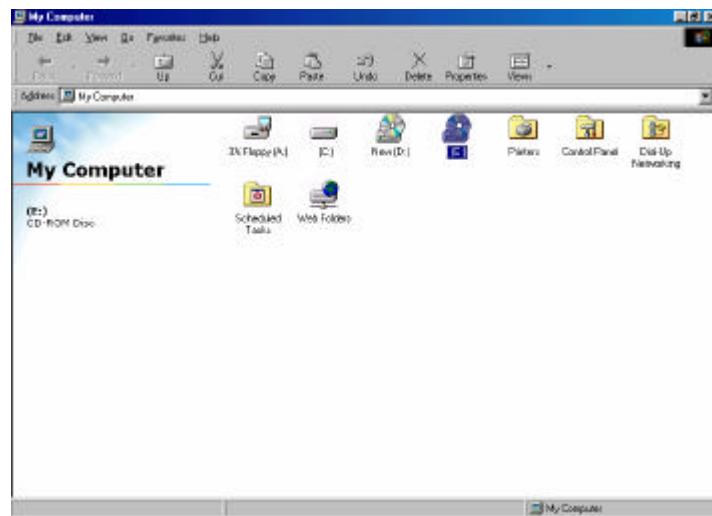 My Computer
File Edit View Go Favorites Help
Back Forward Up Cut Copy Paste Undo Delete Properties Views
Address My Computer
My Computer
(E:)
CD-ROM Disc
3½ Floppy (A:) (C:) New (D:) (E:) Printers Control Panel Dial-Up Networking
Scheduled Tasks Web Folders
My Computer